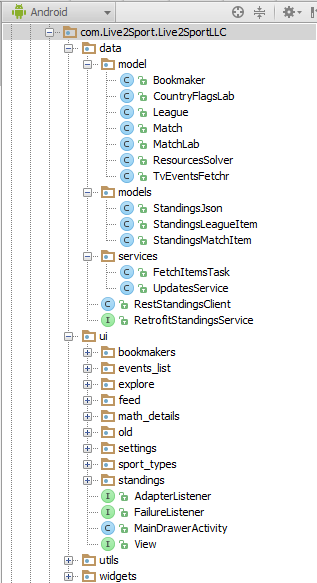 Android
com.Live2Sport.Live2SportLLC
data
model
Bookmaker
CountryFlagsLab
League
Match
MatchLab
ResourcesSolver
TvEventsFetchr
models
StandingsJson
StandingsLeagueItem
StandingsMatchItem
services
FetchItemsTask
UpdatesService
RestStandingsClient
RetrofitStandingsService
ui
bookmakers
events_list
explore
feed
math_details
old
settings
sport_types
standings
AdapterListener
FailureListener
MainDrawerActivity
View
utils
widgets